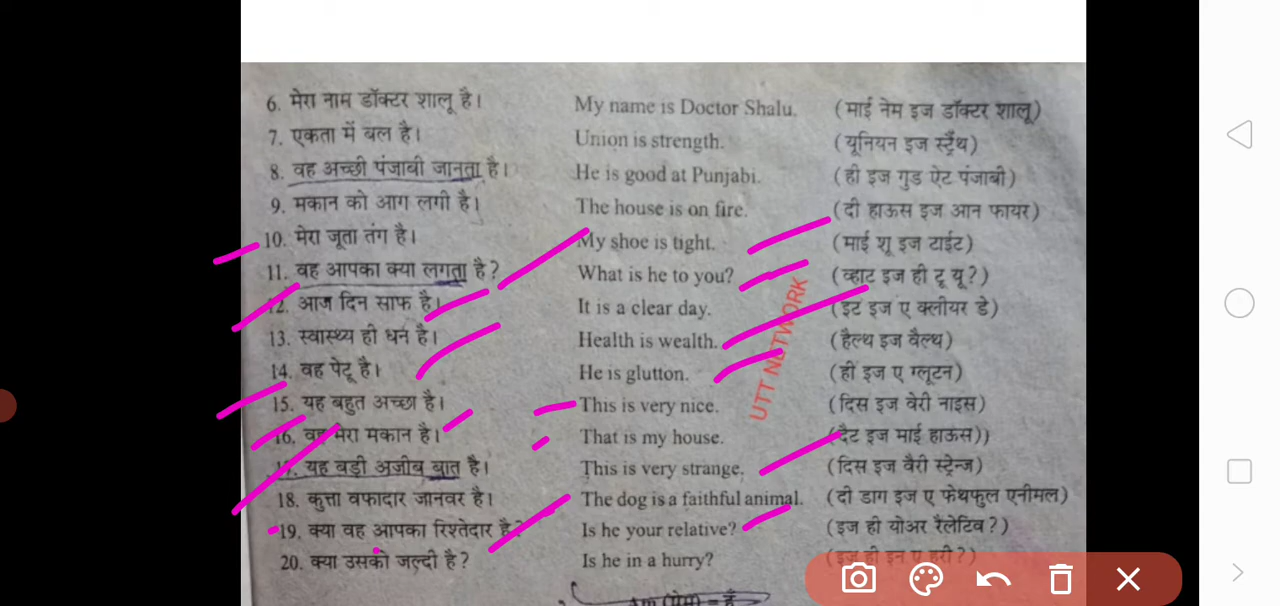 6. मेरा नाम डॉक्टर शालू है। My name is Doctor Shalu. (माई नेम इज डॉक्टर शालू)
7. एकता में बल है। Union is strength. (यूनियन इज स्ट्रैंथ)
8. वह अच्छी पंजाबी जानता है। He is good at Punjabi. (ही इज गुड ऐट पंजाबी)
9. मकान को आग लगी है। The house is on fire. (दी हाऊस इज आन फायर)
10. मेरा जूता तंग है। My shoe is tight. (माई शू इज टाईट)
11. वह आपका क्या लगता है? What is he to you? (व्हाट इज ही टू यू?)
12. आज दिन साफ है। It is a clear day. (इट इज ए क्लीयर डे)
13. स्वास्थ्य ही धन है। Health is wealth. (हैल्थ इज वैल्थ)
14. वह पेटू है। He is glutton. (ही इज ए ग्लूटन)
15. यह बहुत अच्छा है। This is very nice. (दिस इज वेरी नाइस)
16. वह मेरा मकान है। That is my house. (दैट इज माई हाऊस))
17. यह बड़ी अजीब बात है। This is very strange. (दिस इज वैरी स्ट्रेन्ज)
18. कुत्ता वफादार जानवर है। The dog is a faithful animal. (दी डाग इज ए फेथफुल एनीमल)
19. क्या वह आपका रिश्तेदार है? Is he your relative? (इज ही योअर रैलेटिव?)
20. क्या उसको जल्दी है? Is he in a hurry? (इज ही इन ए हरी?)
UTT NETWORK